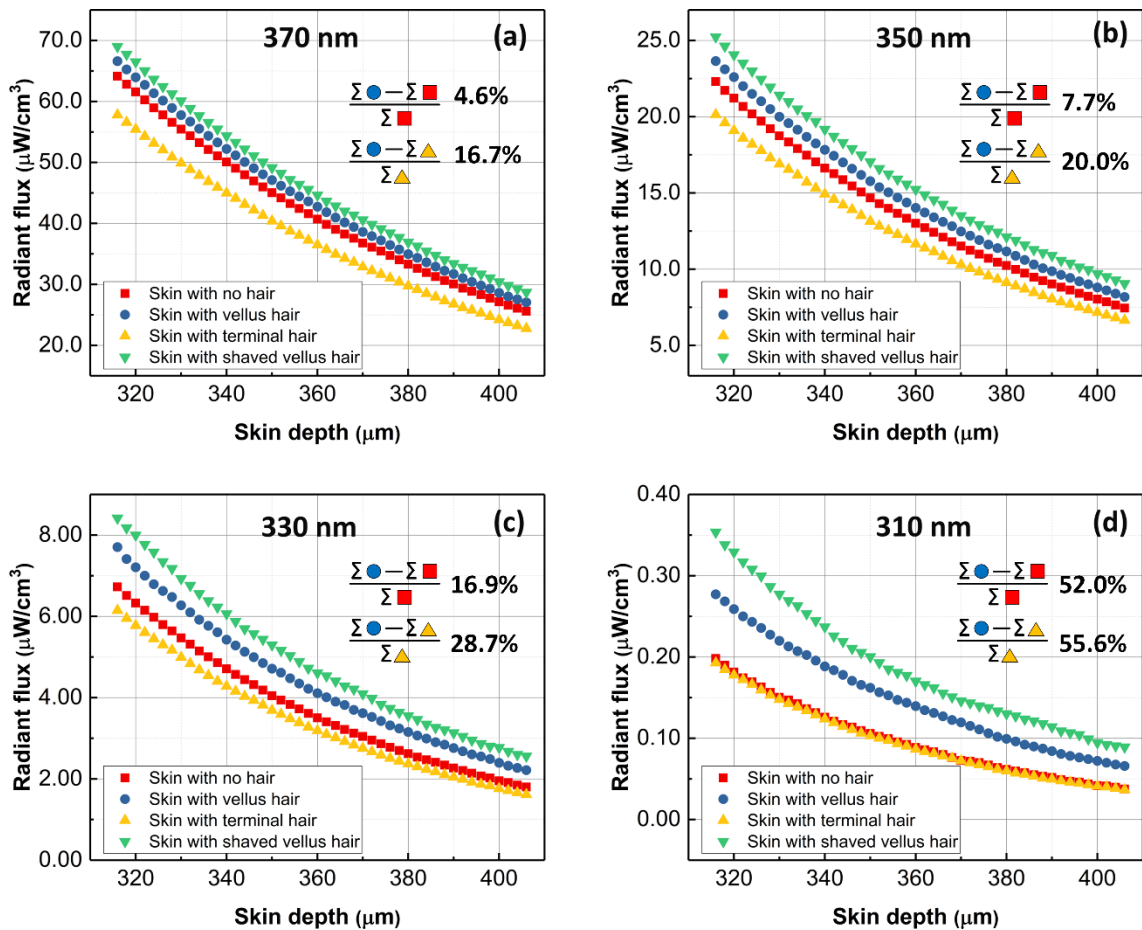 370 nm
(a)
Radiant flux (μW/cm³)
70.0
60.0
50.0
40.0
30.0
20.0
Σ — Σ
Σ
4.6%
Σ — Σ
Σ
16.7%
Skin with no hair
Skin with vellus hair
Skin with terminal hair
Skin with shaved vellus hair
320 340 360 380 400
Skin depth (μm)
350 nm
(b)
Radiant flux (μW/cm³)
25.0
20.0
15.0
10.0
5.0
Σ — Σ
Σ
7.7%
Σ — Σ
Σ
20.0%
Skin with no hair
Skin with vellus hair
Skin with terminal hair
Skin with shaved vellus hair
320 340 360 380 400
Skin depth (μm)
330 nm
(c)
Radiant flux (μW/cm³)
8.00
6.00
4.00
2.00
0.00
Σ — Σ
Σ
16.9%
Σ — Σ
Σ
28.7%
Skin with no hair
Skin with vellus hair
Skin with terminal hair
Skin with shaved vellus hair
320 340 360 380 400
Skin depth (μm)
310 nm
(d)
Radiant flux (μW/cm³)
0.40
0.30
0.20
0.10
0.00
Σ — Σ
Σ
52.0%
Σ — Σ
Σ
55.6%
Skin with no hair
Skin with vellus hair
Skin with terminal hair
Skin with shaved vellus hair
320 340 360 380 400
Skin depth (μm)